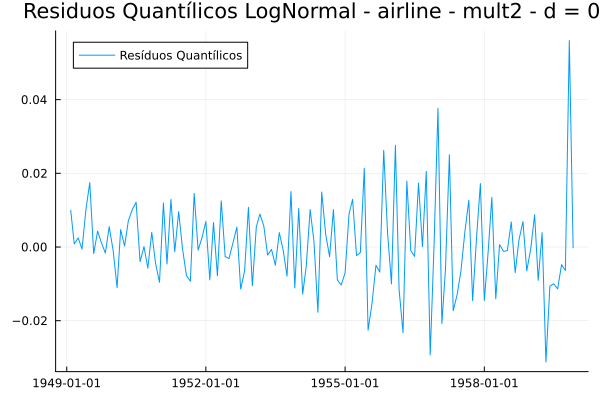 Residuos Quantílicos LogNormal - airline - mult2 - d = 0
Resíduos Quantílicos
0.04
0.02
0.00
−0.02
1949-01-01 1952-01-01 1955-01-01 1958-01-01